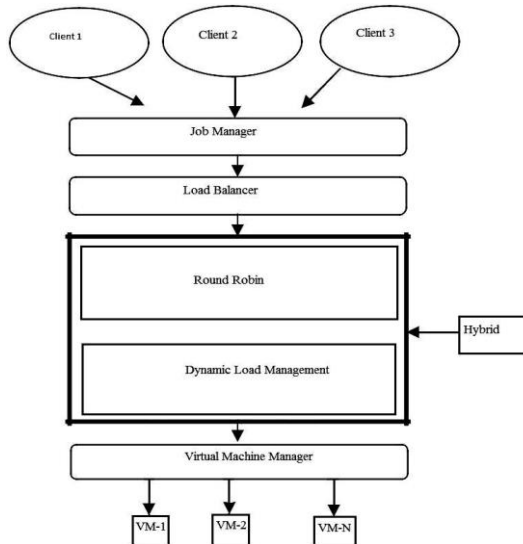 Client 1
Client 2
Client 3
Job Manager
Load Balancer
Round Robin
Hybrid
Dynamic Load Management
Virtual Machine Manager
VM-1
VM-2
VM-N